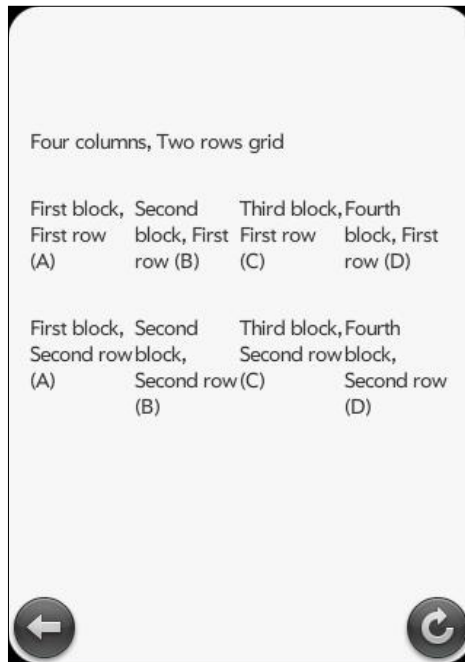 Four columns, Two rows grid
First block,
First row
(A)
Second
block, First
row (B)
Third block,
First row
(C)
Fourth
block, First
row (D)
First block,
Second row
(A)
Second
block,
Second row
(B)
Third block,
Second row
(C)
Fourth
block,
Second row
(D)